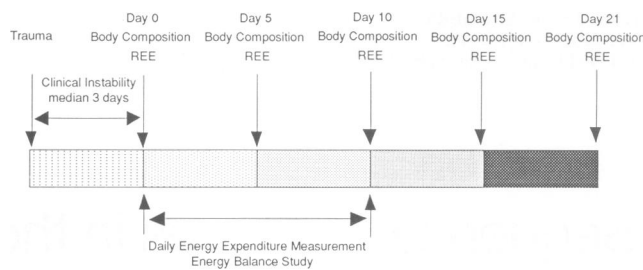 Trauma
Day 0
Body Composition
REE
Day 5
Body Composition
REE
Day 10
Body Composition
REE
Day 15
Body Composition
REE
Day 21
Body Composition
REE
Clinical Instability
median 3 days
Daily Energy Expenditure Measurement
Energy Balance Study